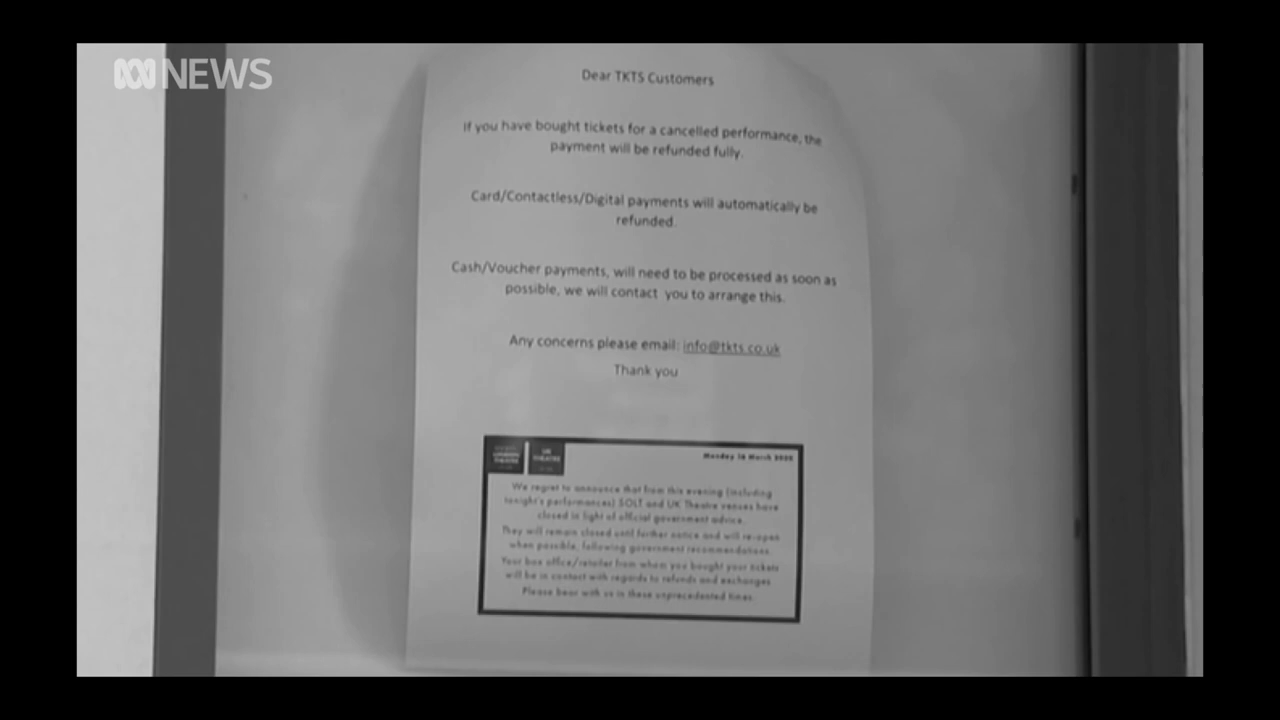 NEWS
Dear TKTS Customers
If you have bought tickets for a cancelled performance, the
payment will be refunded fully.
Card/Contactless/Digital payments will automatically be
refunded.
Cash/Voucher payments, will need to be processed as soon as
possible, we will contact you to arrange this.
Any concerns please email: info@tkts.co.uk
Thank you
LONDON
THEATRE
UK
THEATRE
Monday 16 March 2020
We regret to announce that from this evening (including
tonight's performances) SOLT and UK Theatre venues have
closed in light of official government advice.
They will remain closed until further notice and will re-open
when possible, following government recommendations.
Your box office/retailer from whom you bought your tickets
will be in contact with regards to refunds and exchanges
Please bear with us in these unprecedented times.